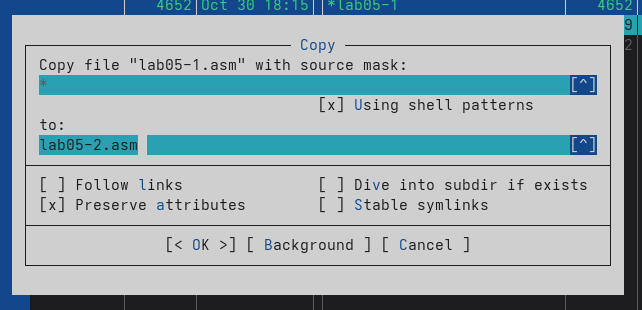 4652 Oct 30 18:15 *lab05-1 4652
9
2
Copy
Copy file "lab05-1.asm" with source mask:
* [^]
[x] Using shell patterns
to:
lab05-2.asm [^]
[ ] Follow links [ ] Dive into subdir if exists
[x] Preserve attributes [ ] Stable symlinks
[< OK >] [ Background ] [ Cancel ]